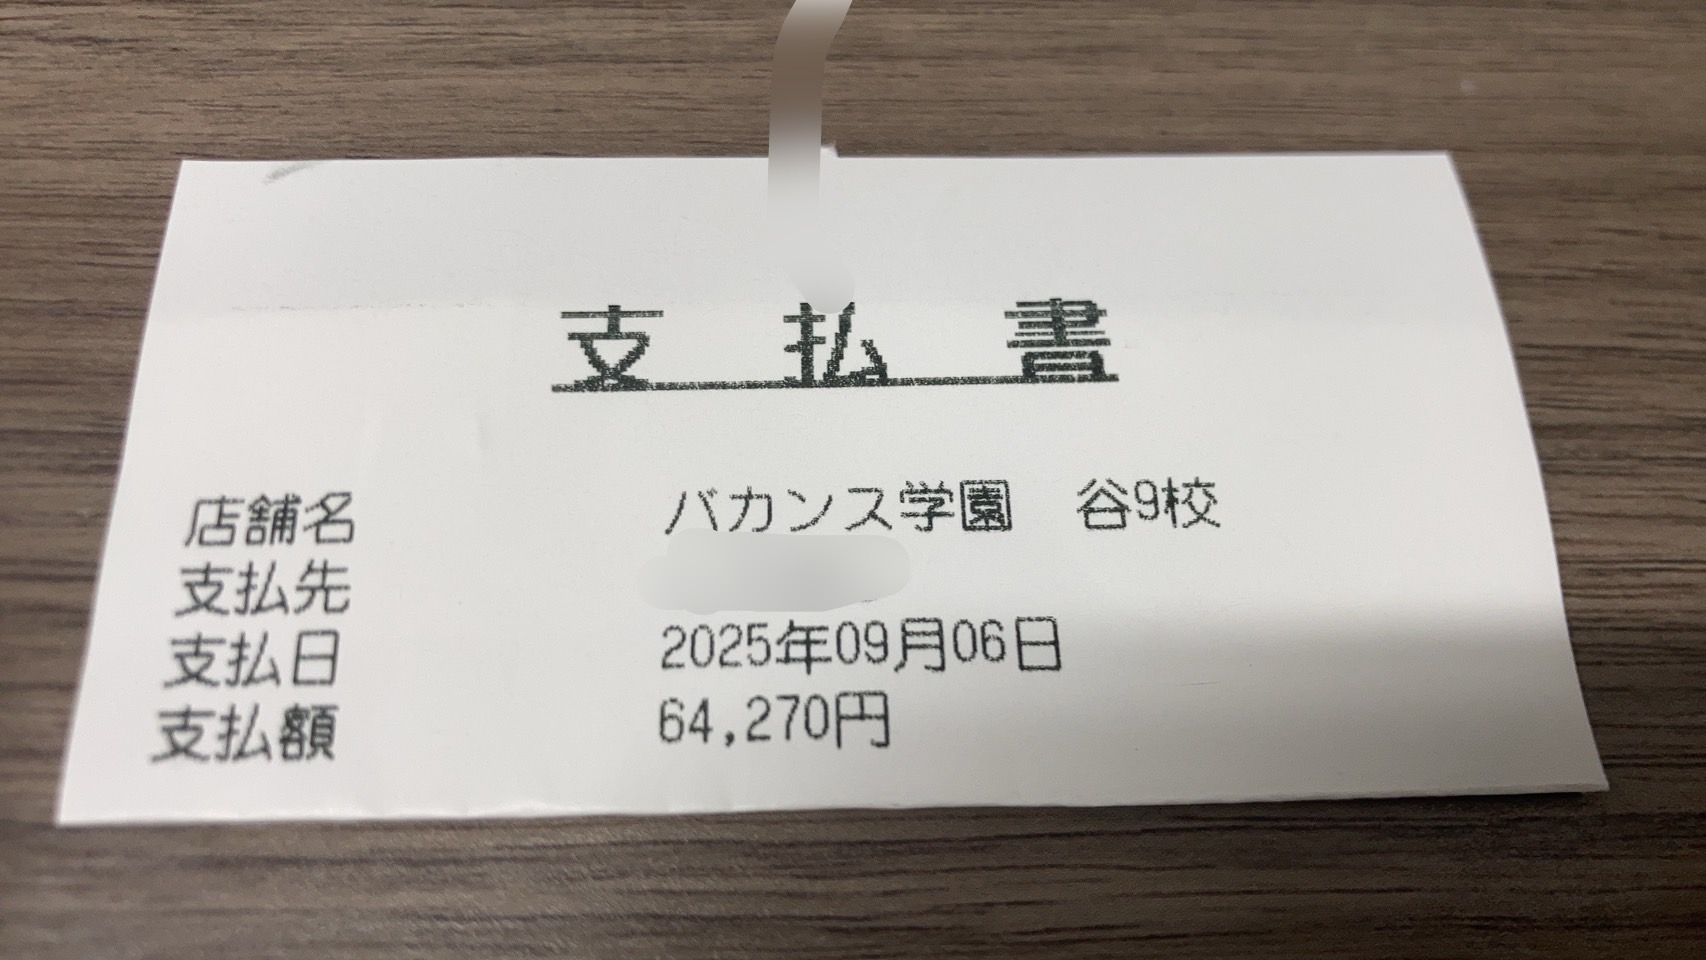 支払書
店舗名 バカンス学園 谷9校
支払先
支払日 2025年09月06日
支払額 64,270円